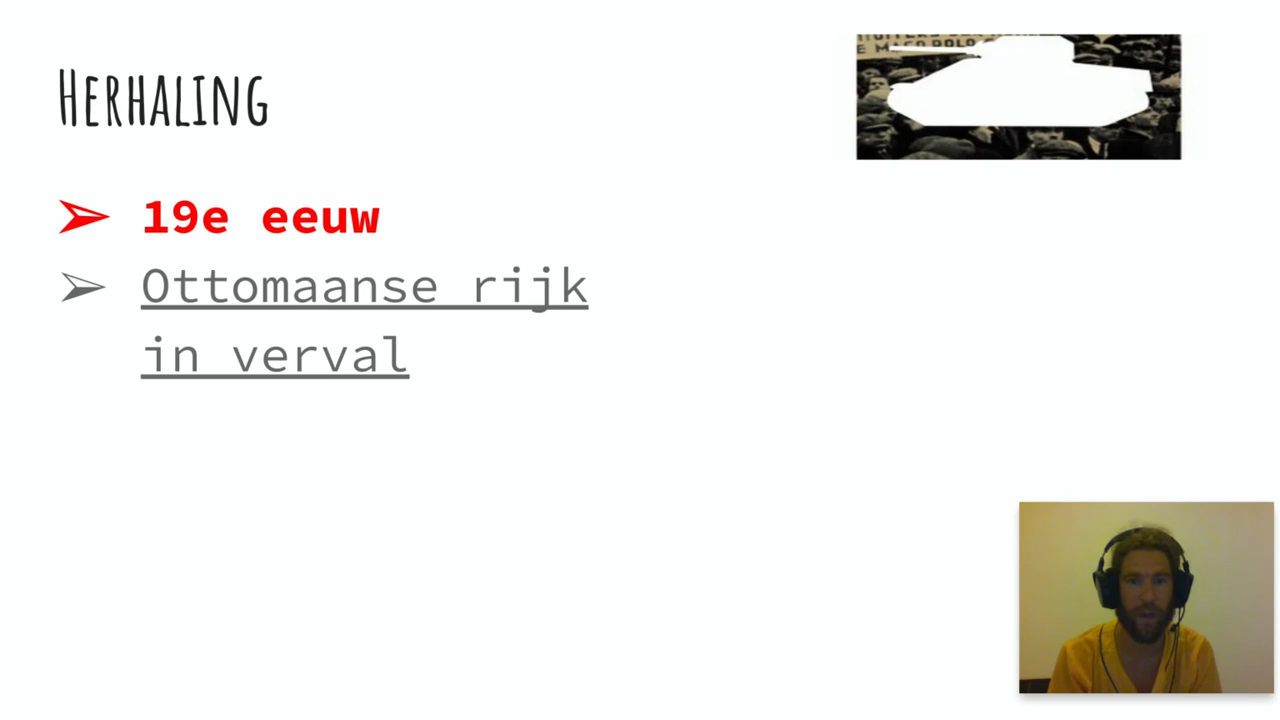 HERHALING
➢ 19e eeuw
➢ Ottomaanse rijk
in verval